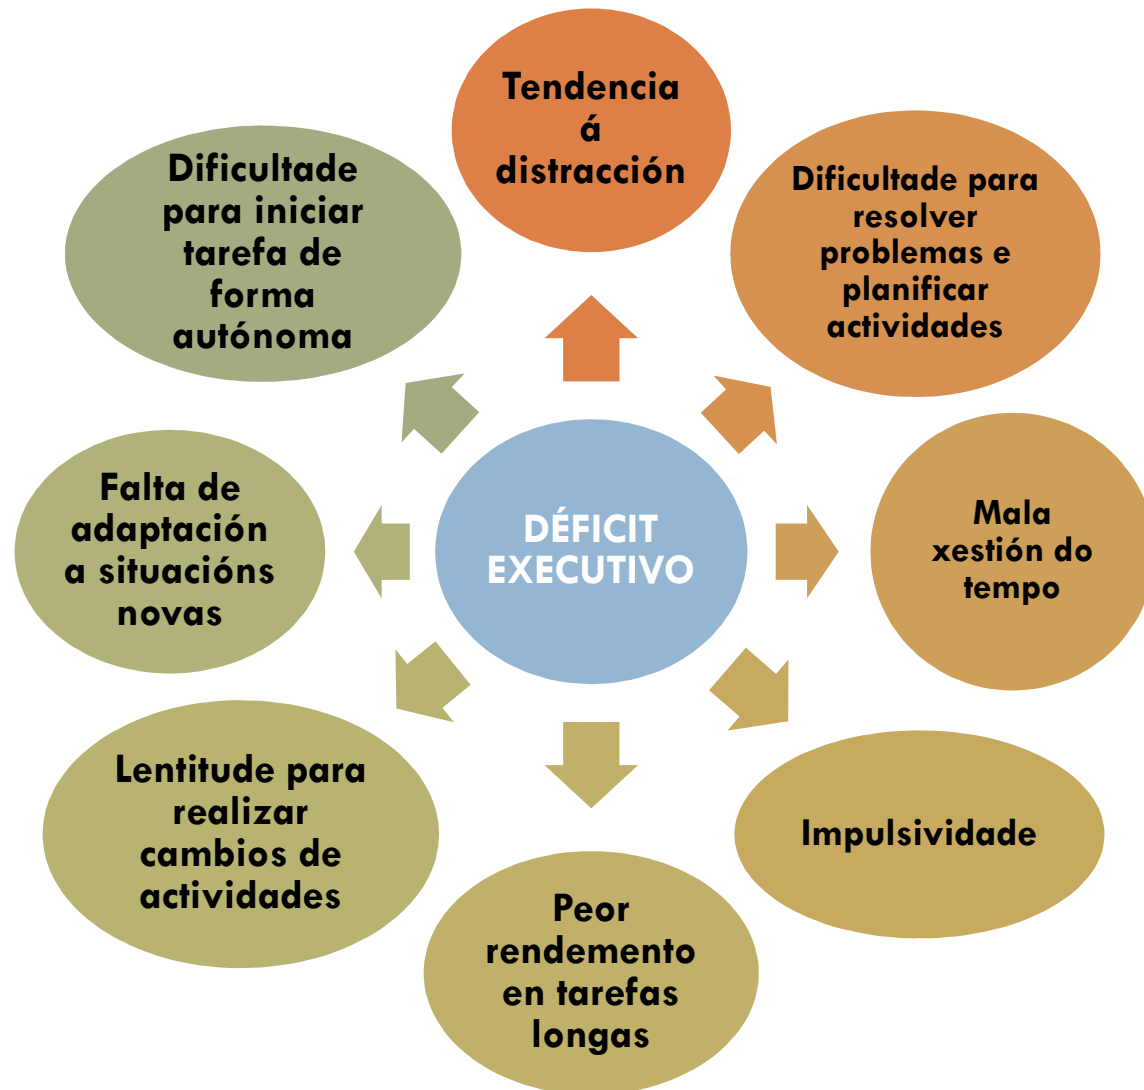 Tendencia
á
distracción
Dificultade para
resolver
problemas e
planificar
actividades
Mala
xestión do
tempo
Impulsividade
Peor
rendemento
en tarefas
longas
Lentitude para
realizar
cambios de
actividades
Falta de
adaptación
a situacións
novas
Dificultade
para iniciar
tarefa de
forma
autónoma
DÉFICIT
EXECUTIVO